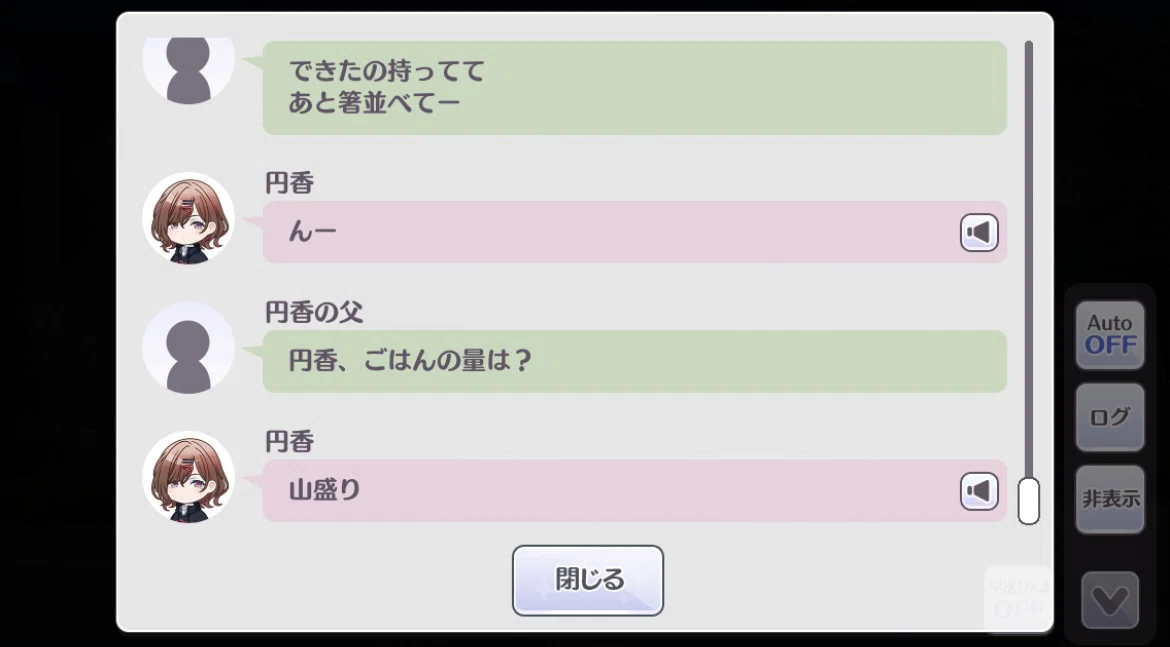 できたの持ってて
あと箸並べてー
円香
んー
円香の父
円香、ごはんの量は？
円香
山盛り
閉じる
Auto
OFF
ログ
非表示
OFF